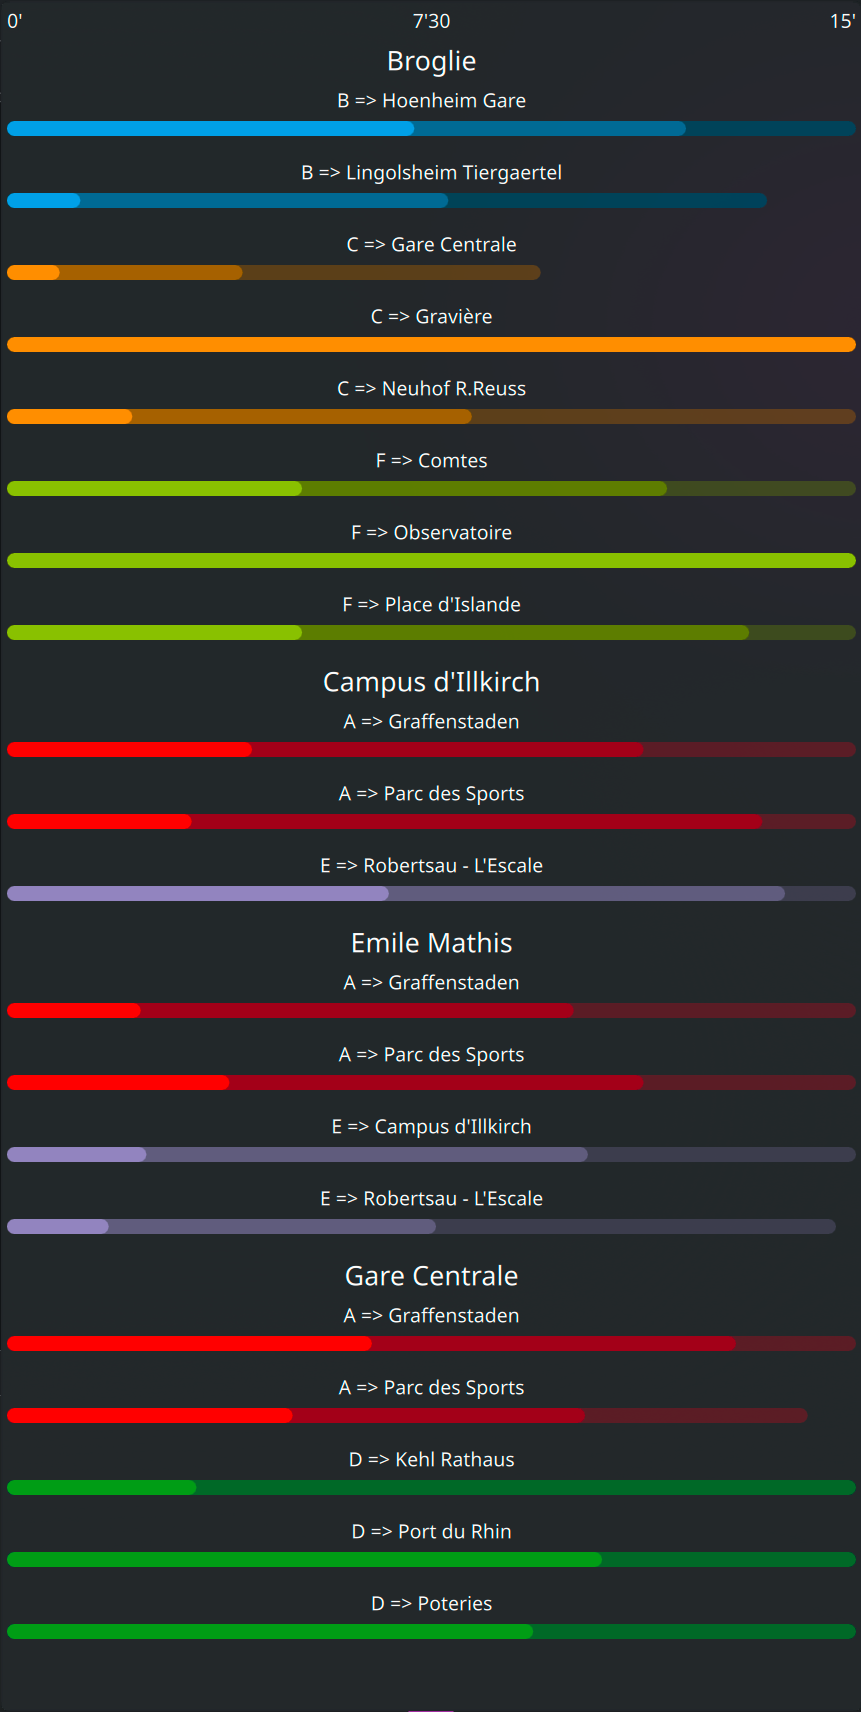 0' 7'30 15'
Broglie
B => Hoenheim Gare
B => Lingolsheim Tiergaertel
C => Gare Centrale
C => Gravière
C => Neuhof R.Reuss
F => Comtes
F => Observatoire
F => Place d'Islande
Campus d'Illkirch
A => Graffenstaden
A => Parc des Sports
E => Robertsau - L'Escale
Emile Mathis
A => Graffenstaden
A => Parc des Sports
E => Campus d'Illkirch
E => Robertsau - L'Escale
Gare Centrale
A => Graffenstaden
A => Parc des Sports
D => Kehl Rathaus
D => Port du Rhin
D => Poteries